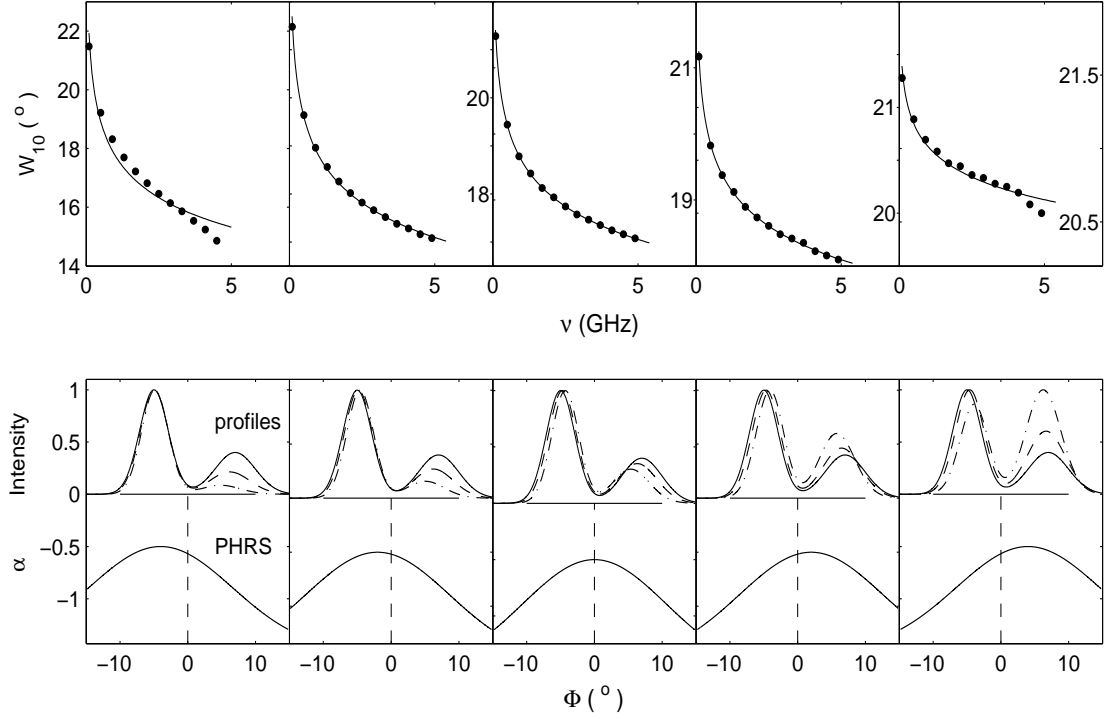 22
20
18
16
14
W10 (°)
20
18
21
19
21
20
21.5
20.5
0 5 0 5 0 5 0 5 0 5
ν (GHz)
1
0.5
0
−0.5
−1
Intensity
α
profiles
PHRS
−10 0 10 −10 0 10 −10 0 10 −10 0 10 −10 0 10
Φ (°)